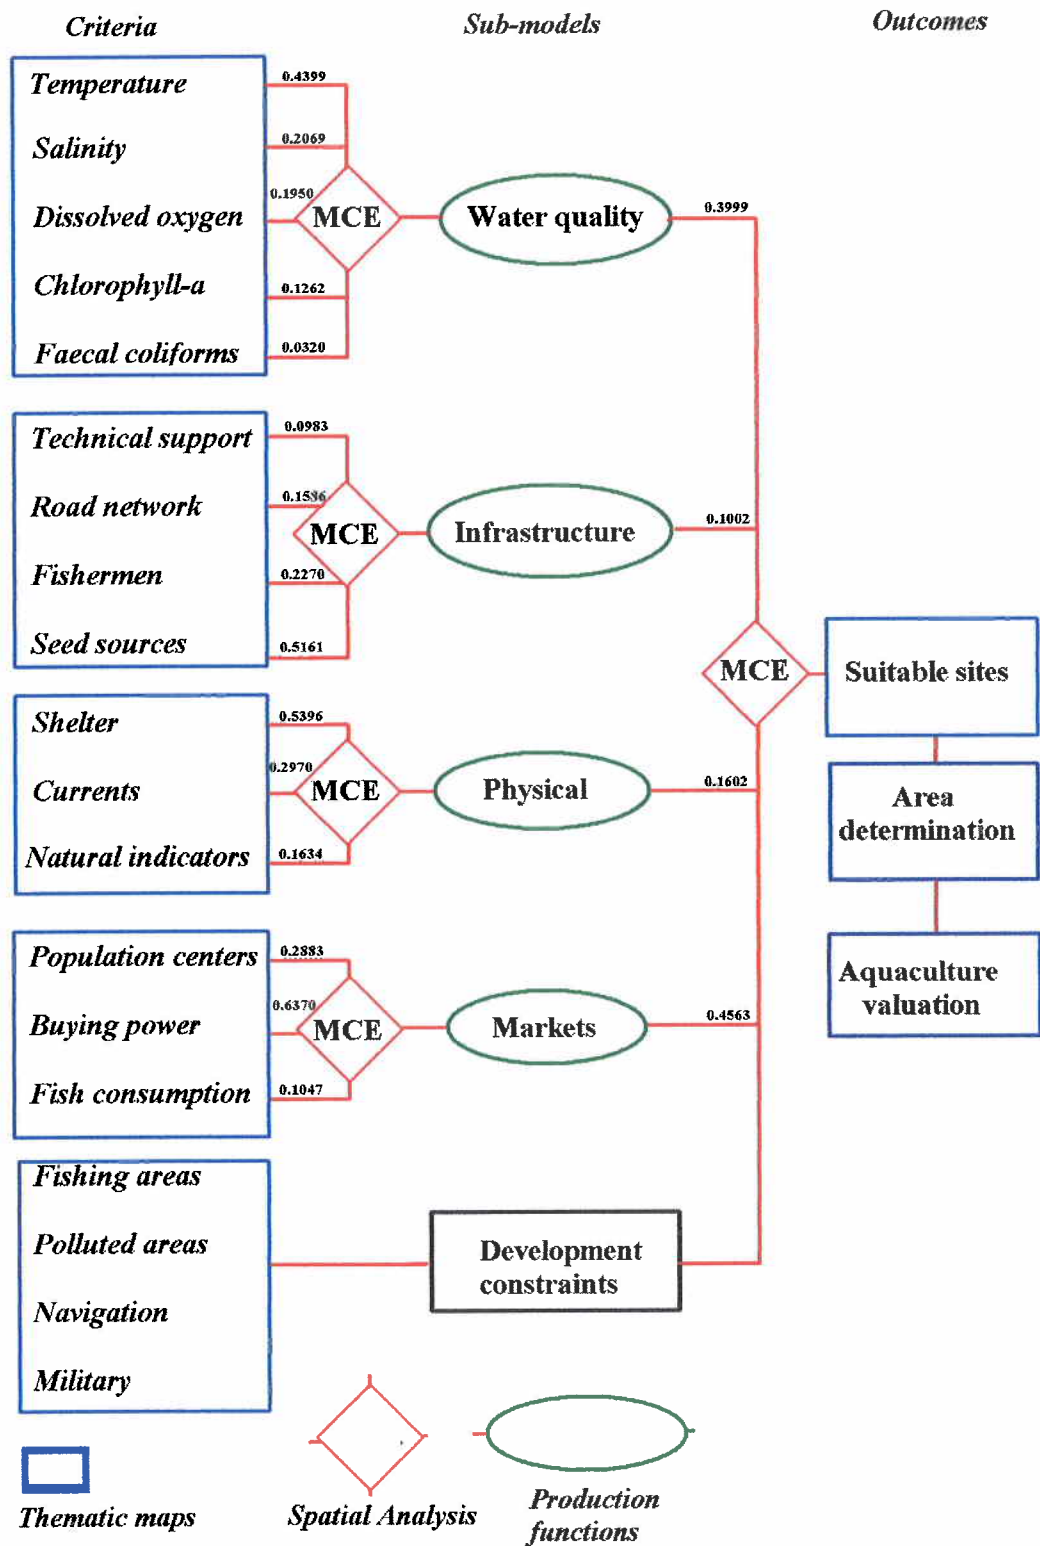 Criteria
Sub-models
Outcomes
Temperature
0.4399
Salinity
0.2069
Dissolved oxygen
0.1950
Chlorophyll-a
0.1262
Faecal coliforms
0.0320
MCE
Water quality
0.3999
Technical support
0.0983
Road network
0.1586
Fishermen
0.2270
Seed sources
0.5161
MCE
Infrastructure
0.1002
Shelter
0.5396
Currents
0.2970
Natural indicators
0.1634
MCE
Physical
0.1602
Population centers
0.2883
Buying power
0.6370
Fish consumption
0.1047
MCE
Markets
0.4563
Fishing areas
Polluted areas
Navigation
Military
Development
constraints
MCE
Suitable sites
Area
determination
Aquaculture
valuation
Thematic maps
Spatial Analysis
Production
functions